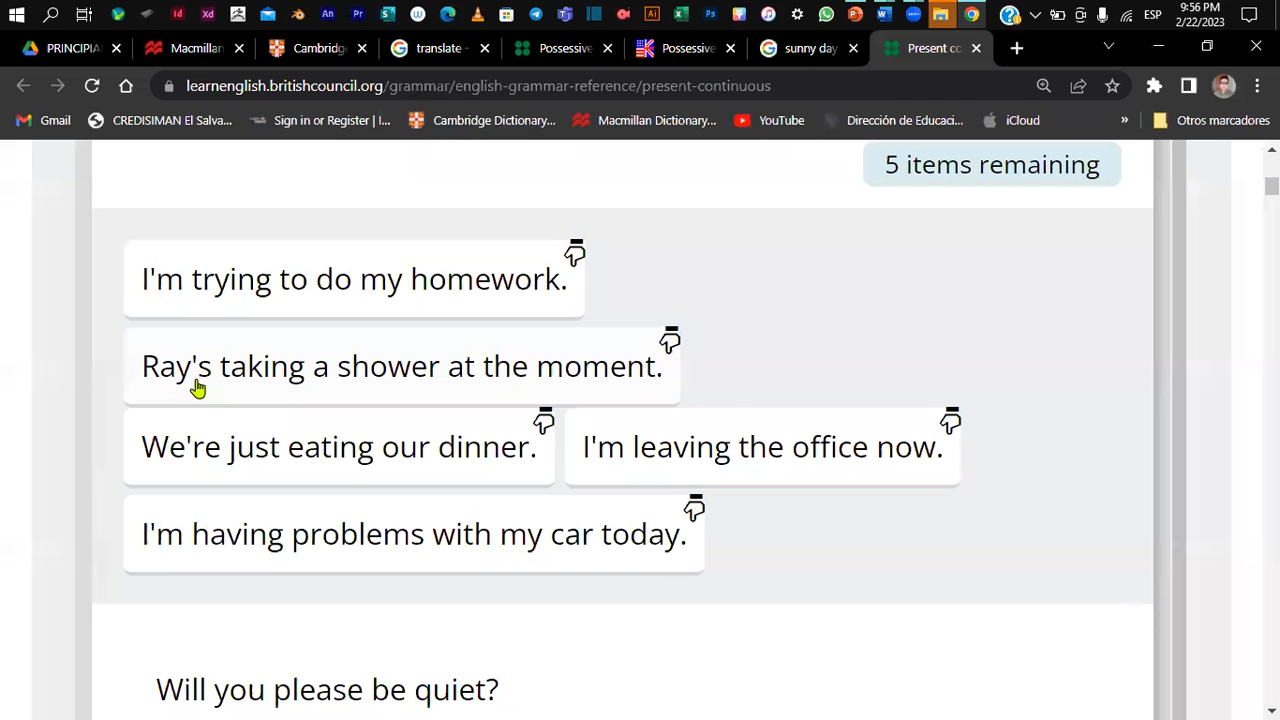 9:56 PM
ESP
2/22/2023
PRINCIPIA
Macmillan
Cambridg
translate -
Possessive
Possessive
sunny day
Present co
learnenglish.britishcouncil.org/grammar/english-grammar-reference/present-continuous
Gmail
CREDISIMAN El Salva...
Sign in or Register | I...
Cambridge Dictionary...
Macmillan Dictionary...
YouTube
Dirección de Educaci...
iCloud
»
Otros marcadores
5 items remaining
I'm trying to do my homework.
Ray's taking a shower at the moment.
We're just eating our dinner.
I'm leaving the office now.
I'm having problems with my car today.
Will you please be quiet?